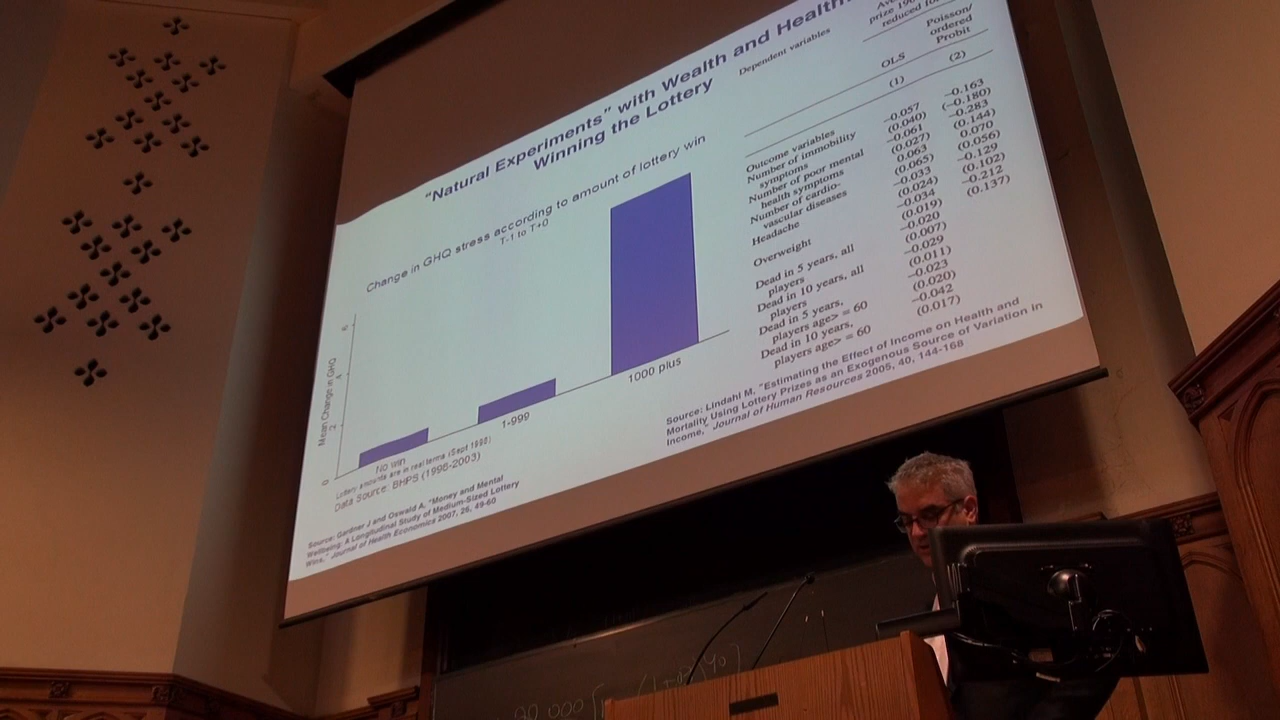 "Natural Experiments" with Wealth and Health:
Winning the Lottery
Change in GHQ stress according to amount of lottery win
T-1 to T+0
Mean Change in GHQ
0
2
4
6
No win
1-999
1000 plus
Lottery amounts are in real terms (Sept 1998)
Data Source: BHPS (1996-2003)
Source: Gardner J and Oswald A. "Money and Mental
Wellbeing: A Longitudinal Study of Medium-Sized Lottery
Wins," Journal of Health Economics 2007, 26, 49-60
prize
reduced
Poisson/
ordered
Dependent variables
OLS
Probit
(1)
(2)
Outcome variables
Number of immobility
symptoms
Number of poor mental
health symptoms
Number of cardio-
vascular diseases
Headache
Overweight
Dead in 5 years, all
players
Dead in 10 years, all
players
Dead in 5 years,
players age> = 60
Dead in 10 years,
players age> = 60
-0.057
(0.040)
-0.061
(0.027)
0.063
(0.065)
-0.033
(0.024)
-0.034
(0.019)
-0.020
(0.007)
-0.029
(0.011)
-0.023
(0.020)
-0.042
(0.017)
-0.163
(-0.180)
-0.283
(0.144)
0.070
(0.056)
-0.129
(0.102)
-0.212
(0.137)
Source: Lindahl M. "Estimating the Effect of Income on Health and
Mortality Using Lottery Prizes as an Exogenous Source of Variation in
Income," Journal of Human Resources 2005, 40, 144-168